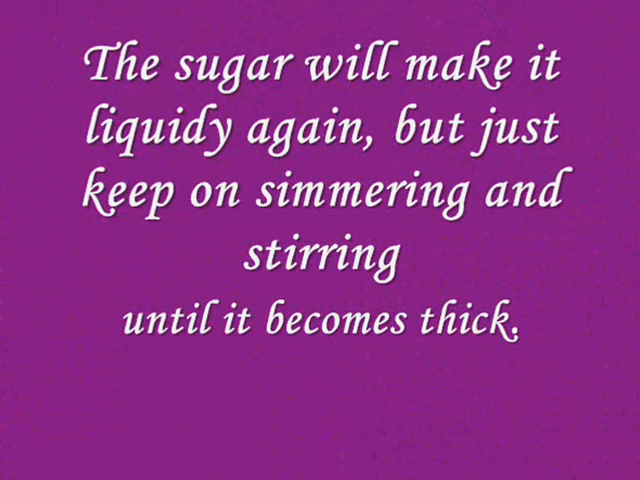 The sugar will make it
liquidy again, but just
keep on simmering and
stirring
until it becomes thick.